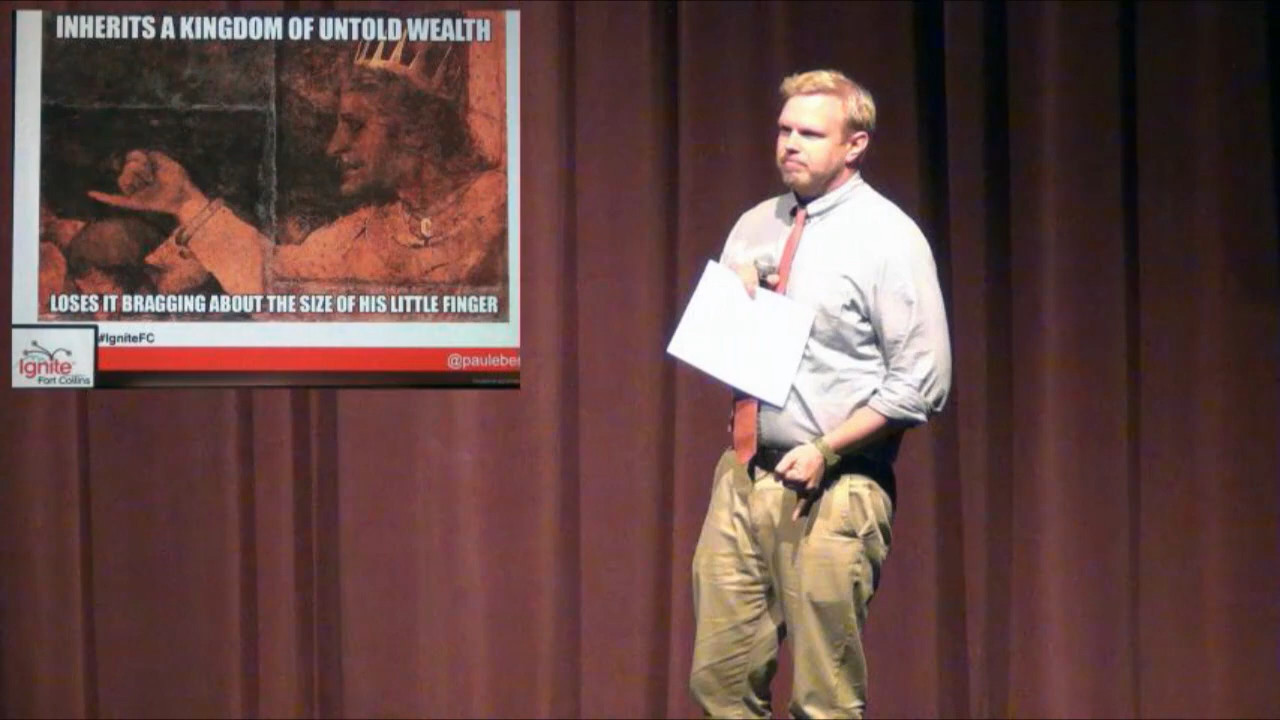 INHERITS A KINGDOM OF UNTOLD WEALTH
LOSES IT BRAGGING ABOUT THE SIZE OF HIS LITTLE FINGER
#IgniteFC
@pauleber
Ignite
Fort Collins